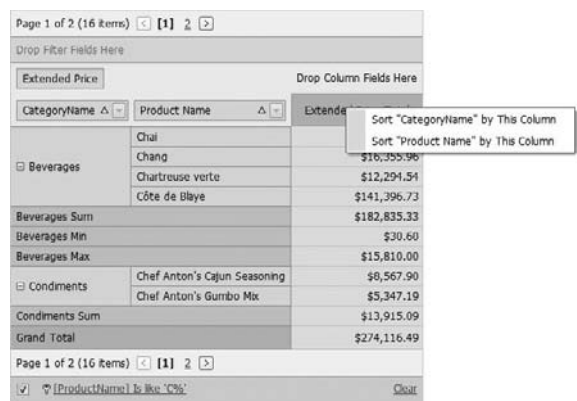 Page 1 of 2 (16 items) < [1] 2 >
Drop Filter Fields Here
Extended Price Drop Column Fields Here
CategoryName Product Name Extende
Sort "CategoryName" by This Column
Sort "Product Name" by This Column
Chai
Beverages
Chang $16,355.96
Chartreuse verte $12,294.54
Côte de Blaye $141,396.73
Beverages Sum $182,835.33
Beverages Min $30.60
Beverages Max $15,810.00
Condiments
Chef Anton's Cajun Seasoning $8,567.90
Chef Anton's Gumbo Mix $5,347.19
Condiments Sum $13,915.09
Grand Total $274,116.49
Page 1 of 2 (16 items) < [1] 2 >
[ProductName] Is like 'C%' Clear